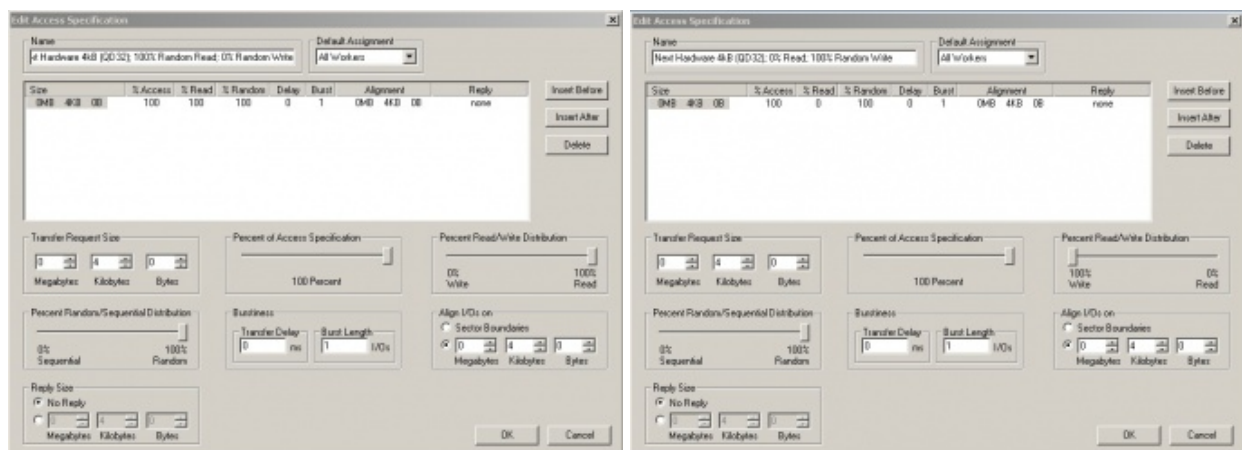 Edit Access Specification
Name
xt Hardware 4kB (QD32); 100% Random Read; 0% Random Write
Default Assignment
All Workers
Size % Access % Read % Random Delay Burst Alignment Reply
0MB 4KB 0B 100 100 100 0 1 0MB 4KB 0B none
Insert Before
Insert After
Delete
Transfer Request Size
0 4 0
Megabytes Kilobytes Bytes
Percent of Access Specification
100 Percent
Percent Read/Write Distribution
0% 100%
Write Read
Percent Random/Sequential Distribution
0% 100%
Sequential Random
Burstiness
Transfer Delay
0 ms
Burst Length
1 I/Os
Align I/Os on
Sector Boundaries
0 4 0
Megabytes Kilobytes Bytes
Reply Size
No Reply
0 4 0
Megabytes Kilobytes Bytes
OK Cancel
Edit Access Specification
Name
Next Hardware 4kB (QD32); 0% Read; 100% Random Write
Default Assignment
All Workers
Size % Access % Read % Random Delay Burst Alignment Reply
0MB 4KB 0B 100 0 100 0 1 0MB 4KB 0B none
Insert Before
Insert After
Delete
Transfer Request Size
0 4 0
Megabytes Kilobytes Bytes
Percent of Access Specification
100 Percent
Percent Read/Write Distribution
100% 0%
Write Read
Percent Random/Sequential Distribution
0% 100%
Sequential Random
Burstiness
Transfer Delay
0 ms
Burst Length
1 I/Os
Align I/Os on
Sector Boundaries
0 4 0
Megabytes Kilobytes Bytes
Reply Size
No Reply
0 4 0
Megabytes Kilobytes Bytes
OK Cancel